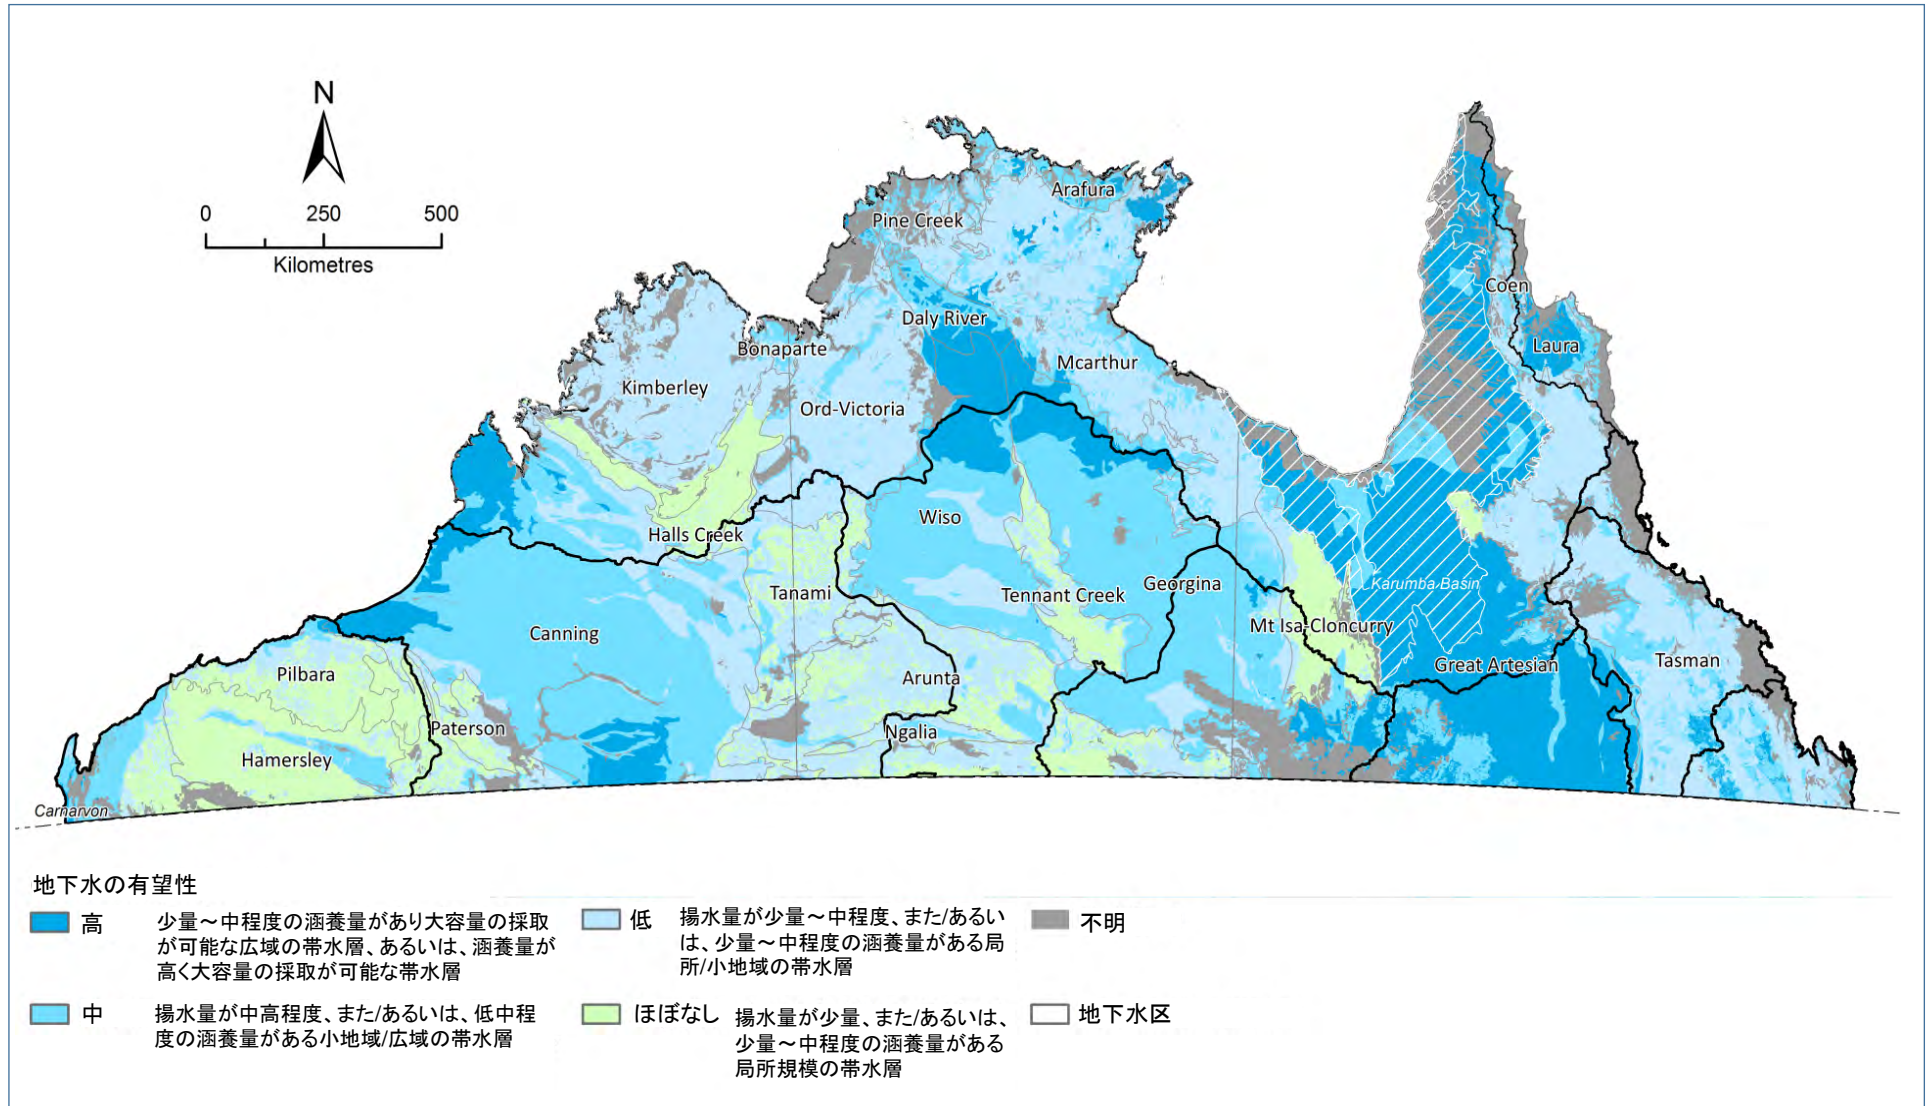 N
0 250 500
Kilometres
Arafura
Pine Creek
Coen
Daly River
Laura
Bonaparte
Mcarthur
Kimberley
Ord-Victoria
Wiso
Halls Creek
Georgina
Karumba Basin
Tanami
Tennant Creek
Mt Isa-Cloncurry
Canning
Great Artesian
Tasman
Pilbara
Arunta
Paterson
Ngalia
Hamersley
Carnarvon
地下水の有望性
高
少量～中程度の涵養量があり大容量の採取
が可能な広域の帯水層、あるいは、涵養量が
高く大容量の採取が可能な帯水層
低
揚水量が少量～中程度、また/あるい
は、少量～中程度の涵養量がある局
所/小地域の帯水層
不明
中
揚水量が中高程度、また/あるいは、低中程
度の涵養量がある小地域/広域の帯水層
ほぼなし
揚水量が少量、また/あるいは、
少量～中程度の涵養量がある
局所規模の帯水層
地下水区